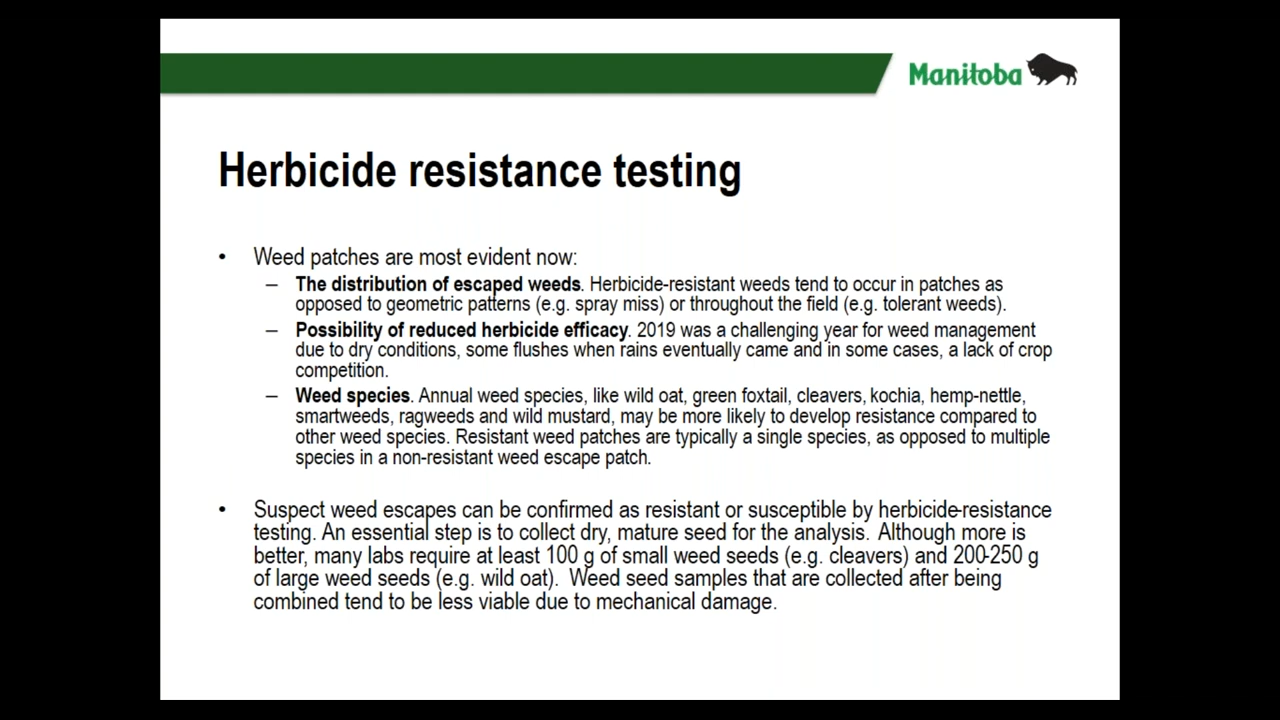 Manitoba
Herbicide resistance testing
• Weed patches are most evident now:
– The distribution of escaped weeds. Herbicide-resistant weeds tend to occur in patches as
opposed to geometric patterns (e.g. spray miss) or throughout the field (e.g. tolerant weeds).
– Possibility of reduced herbicide efficacy. 2019 was a challenging year for weed management
due to dry conditions, some flushes when rains eventually came and in some cases, a lack of crop
competition.
– Weed species. Annual weed species, like wild oat, green foxtail, cleavers, kochia, hemp-nettle,
smartweeds, ragweeds and wild mustard, may be more likely to develop resistance compared to
other weed species. Resistant weed patches are typically a single species, as opposed to multiple
species in a non-resistant weed escape patch.
• Suspect weed escapes can be confirmed as resistant or susceptible by herbicide-resistance
testing. An essential step is to collect dry, mature seed for the analysis. Although more is
better, many labs require at least 100 g of small weed seeds (e.g. cleavers) and 200-250 g
of large weed seeds (e.g. wild oat). Weed seed samples that are collected after being
combined tend to be less viable due to mechanical damage.